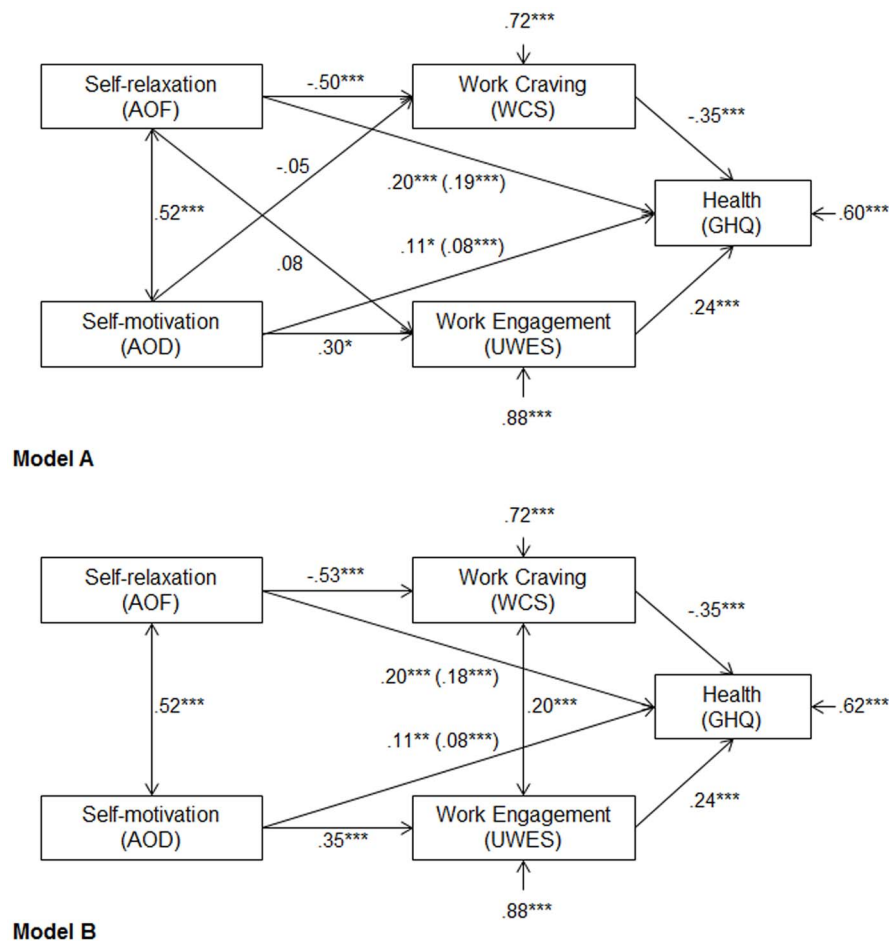 .72***
Self-relaxation
(AOF)
-.50***
Work Craving
(WCS)
-.35***
-.05
.20*** (.19***)
.52***
Health
(GHQ)
.60***
.11* (.08***)
.08
Self-motivation
(AOD)
.30*
Work Engagement
(UWES)
.24***
.88***
Model A
.72***
Self-relaxation
(AOF)
-.53***
Work Craving
(WCS)
-.35***
.20*** (.18***)
.52***
.20***
Health
(GHQ)
.62***
.11** (.08***)
Self-motivation
(AOD)
.35***
Work Engagement
(UWES)
.24***
.88***
Model B